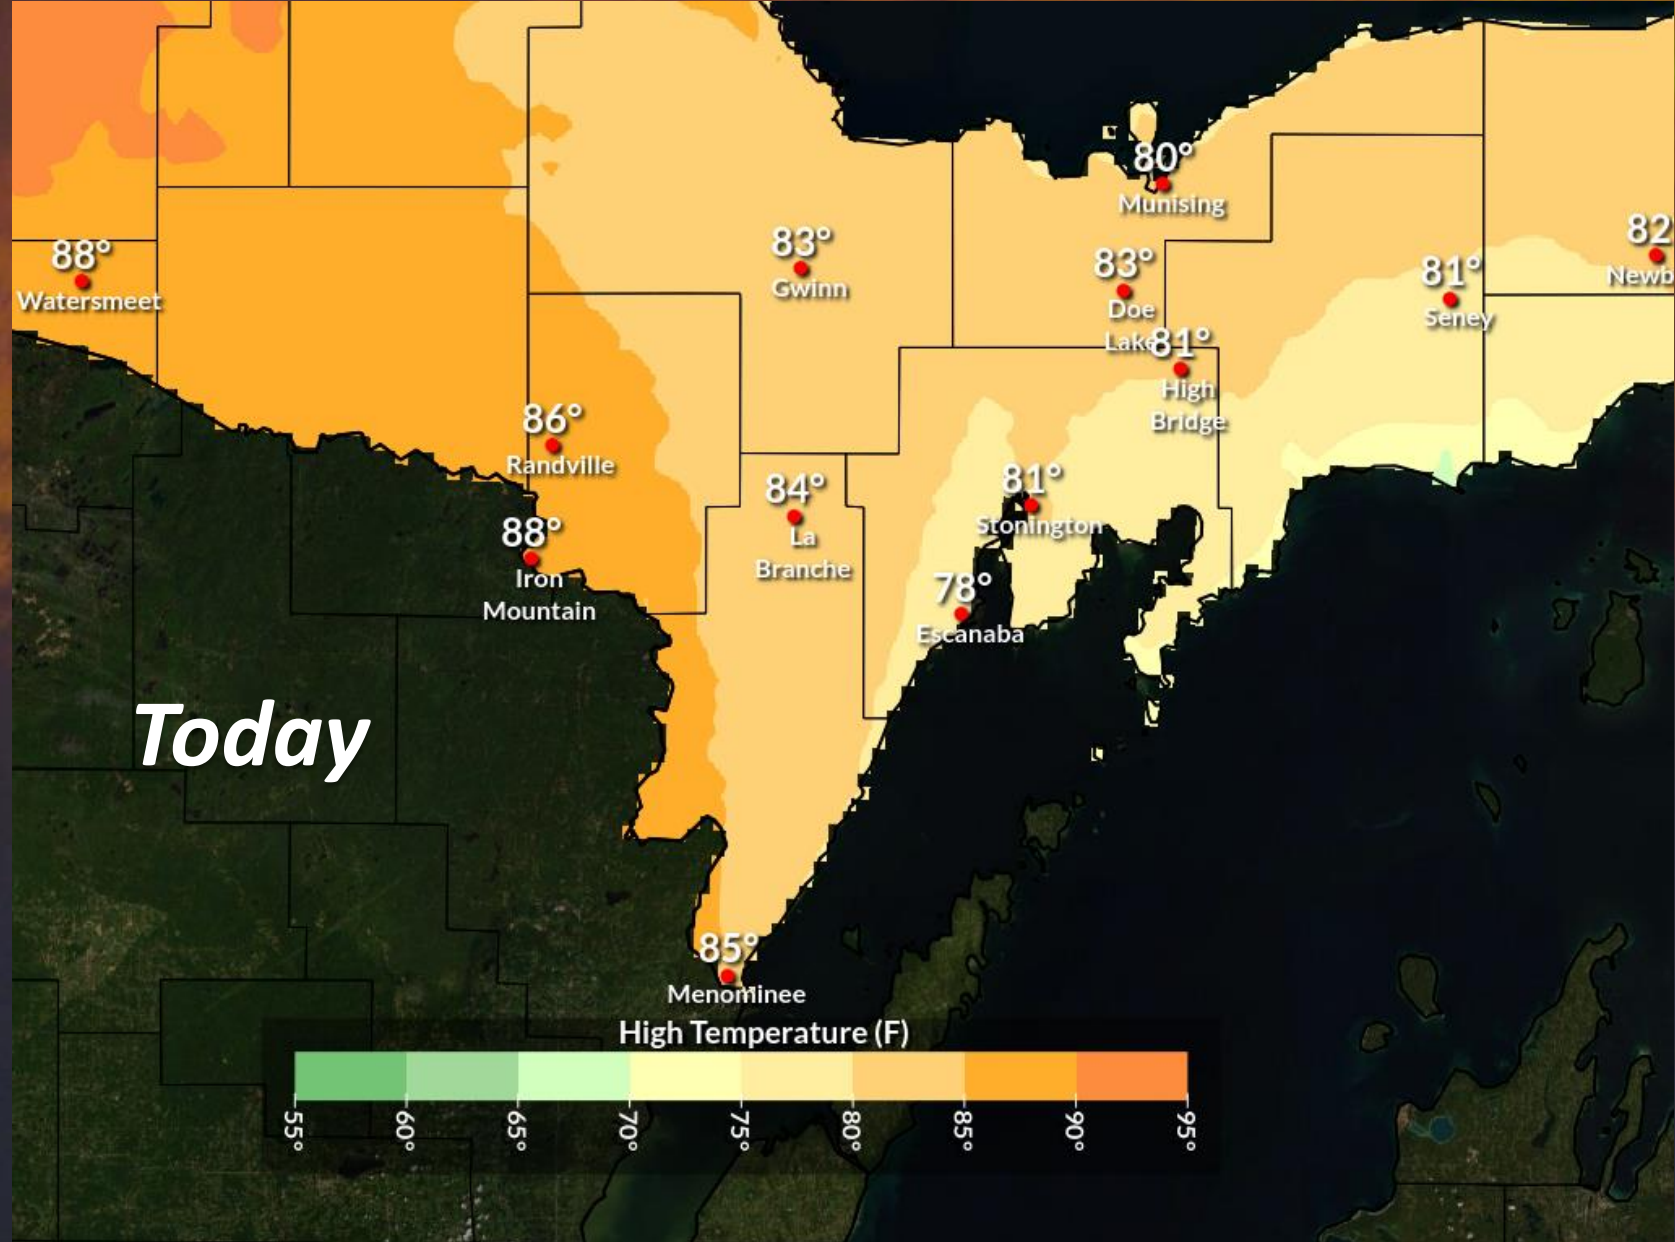 80°
Munising
83°
Gwinn
88°
Watersmeet
83°
Doe
Lake
82
Newb
81°
Seney
81°
High
Bridge
86°
Randville
84°
La
Branche
81°
Stonington
88°
Iron
Mountain
78°
Escanaba
Today
85°
Menominee
High Temperature (F)
55° 60° 65° 70° 75° 80° 85° 90° 95°